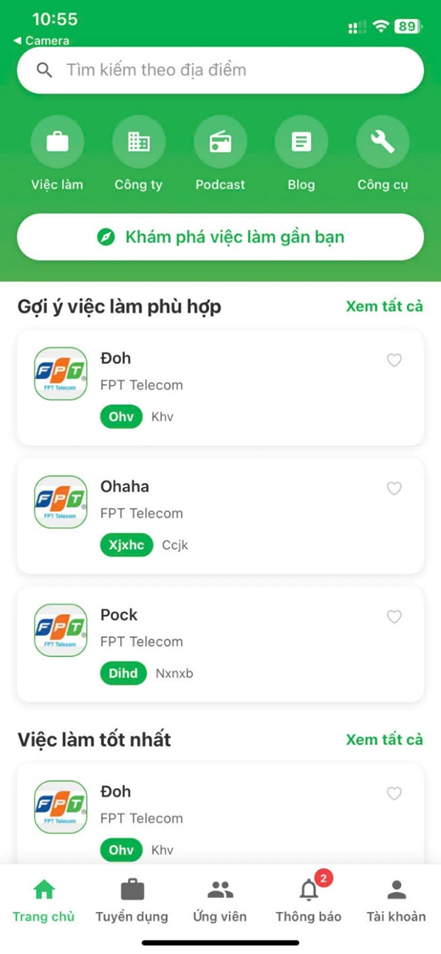 10:55
89
◀ Camera
Tìm kiếm theo địa điểm
Việc làm
Công ty
Podcast
Blog
Công cụ
Khám phá việc làm gần bạn
Gợi ý việc làm phù hợp
Xem tất cả
FPT
FPT Telecom
Đoh
FPT Telecom
Ohv
Khv
FPT
FPT Telecom
Ohaha
FPT Telecom
Xjxhc
Ccjk
FPT
FPT Telecom
Pock
FPT Telecom
Dihd
Nxnxb
Việc làm tốt nhất
Xem tất cả
FPT
FPT Telecom
Đoh
FPT Telecom
Ohv
Khv
2
Trang chủ
Tuyển dụng
Ứng viên
Thông báo
Tài khoản